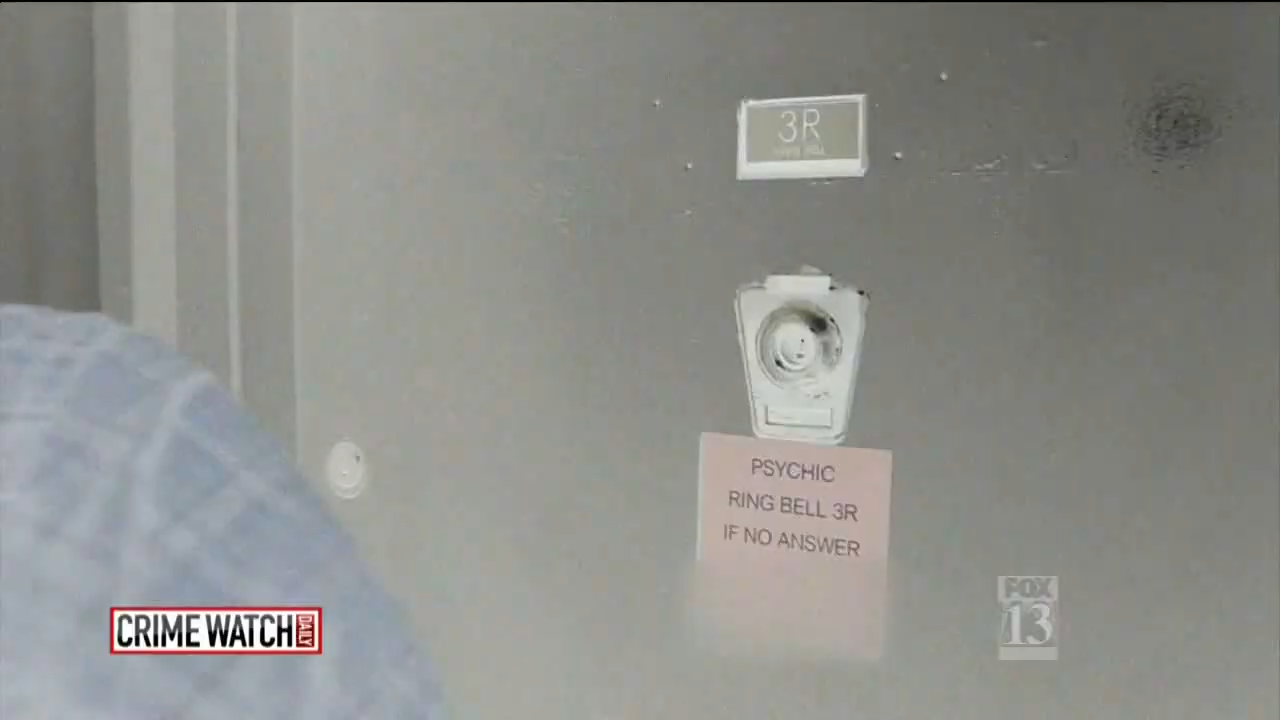 3R
PSYCHIC
RING BELL 3R
IF NO ANSWER
CRIME WATCH DAILY
FOX
13